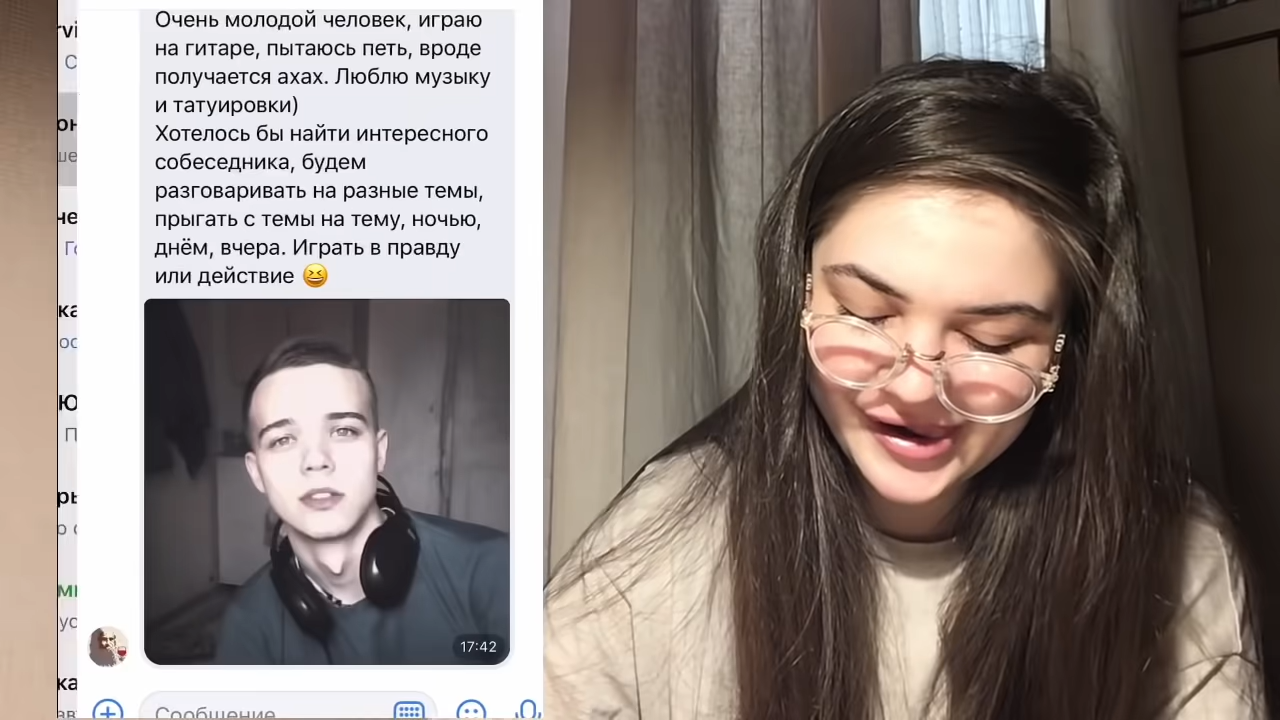 Очень молодой человек, играю
на гитаре, пытаюсь петь, вроде
получается ахах. Люблю музыку
и татуировки)
Хотелось бы найти интересного
собеседника, будем
разговаривать на разные темы,
прыгать с темы на тему, ночью,
днём, вчера. Играть в правду
или действие 😆
17:42
Сообщение